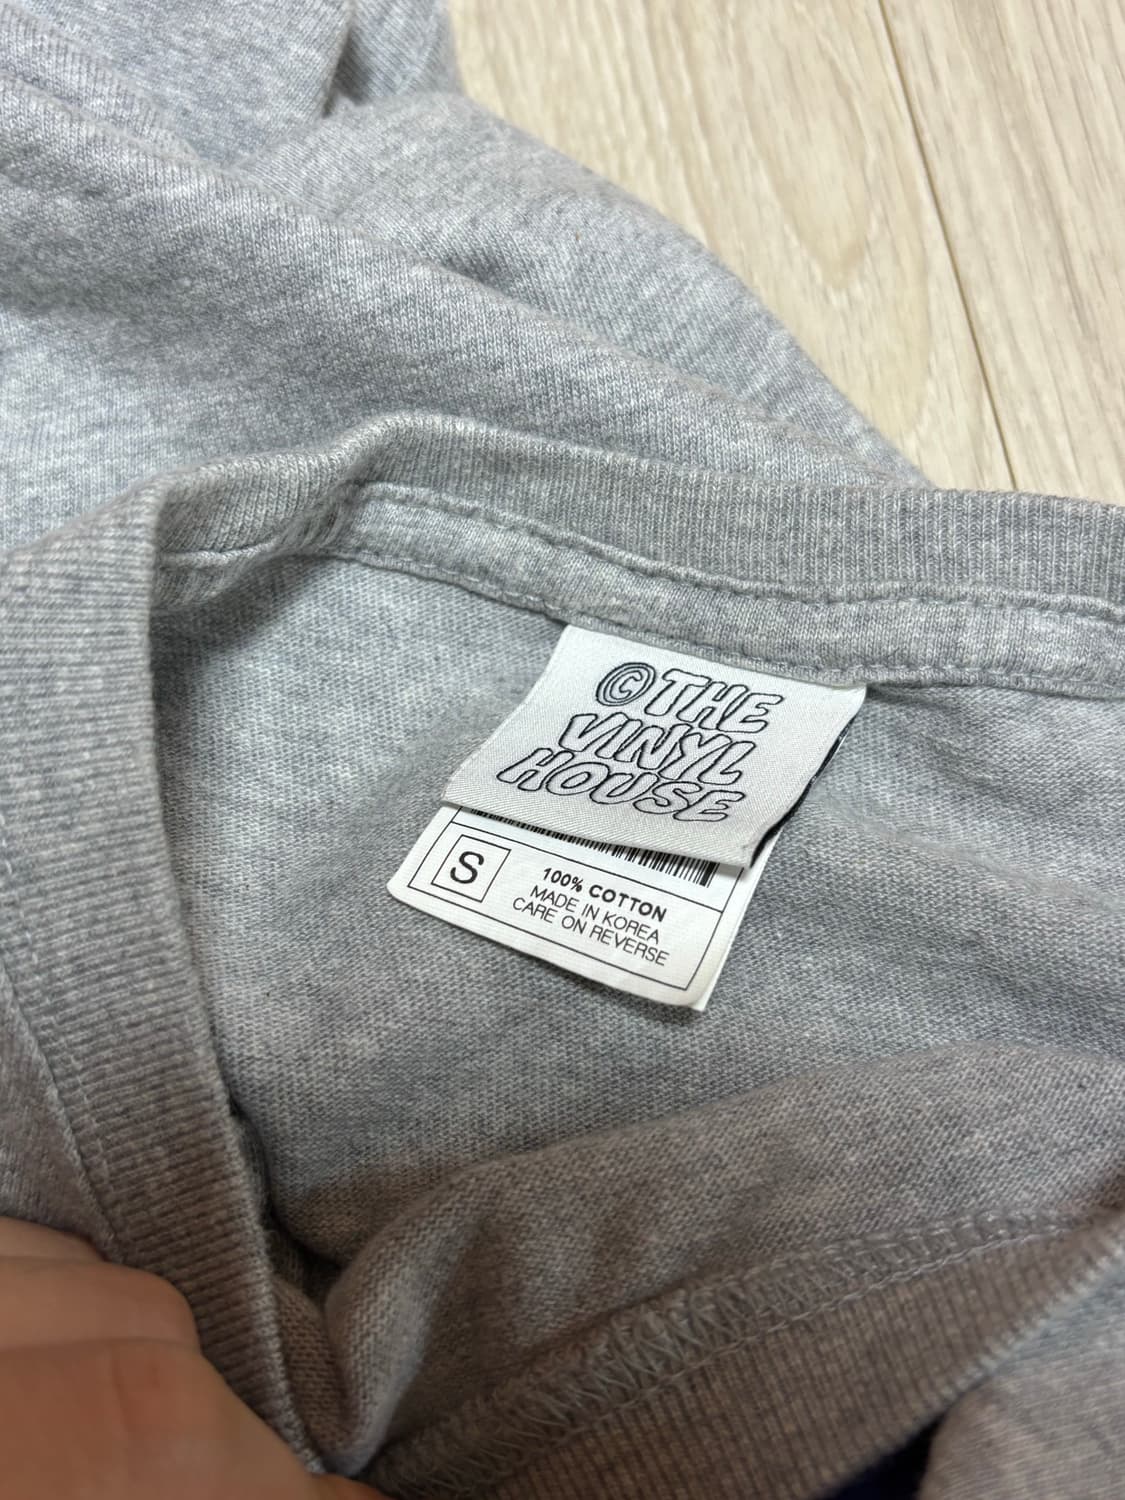 ©THE
VINYL
HOUSE
S
100% COTTON
MADE IN KOREA
CARE ON REVERSE